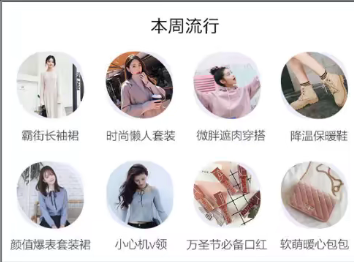 本周流行
霸街长袖裙
时尚懒人套装
微胖遮肉穿搭
降温保暖鞋
颜值爆表套装裙
小心机v领
万圣节必备口红
软萌暖心包包